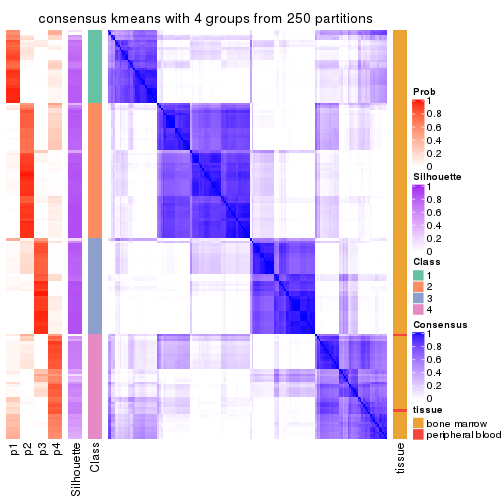 consensus kmeans with 4 groups from 250 partitions
Prob
1
0.8
0.6
0.4
0.2
0
Silhouette
1
0.8
0.6
0.4
0.2
0
Class
1
2
3
4
Consensus
1
0.8
0.6
0.4
0.2
0
tissue
bone marrow
peripheral blood
p1
p2
p3
p4
Silhouette
Class
tissue